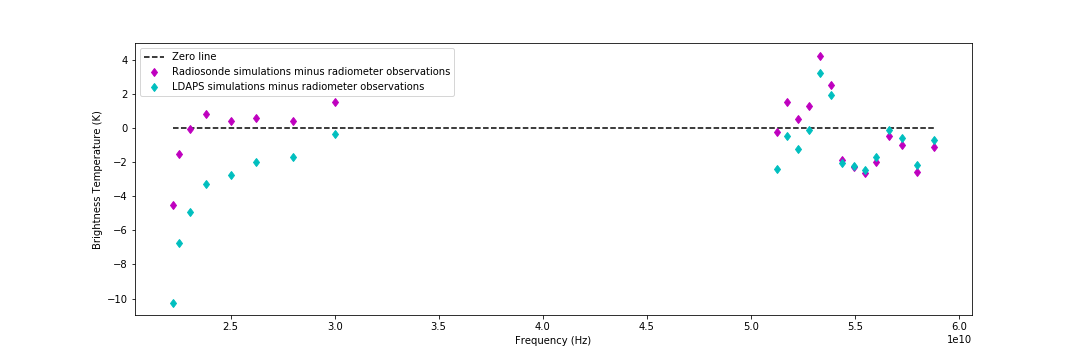 Zero line
Radiosonde simulations minus radiometer observations
LDAPS simulations minus radiometer observations
Brightness Temperature (K)
4
2
0
−2
−4
−6
−8
−10
2.5 3.0 3.5 4.0 4.5 5.0 5.5 6.0
1e10
Frequency (Hz)